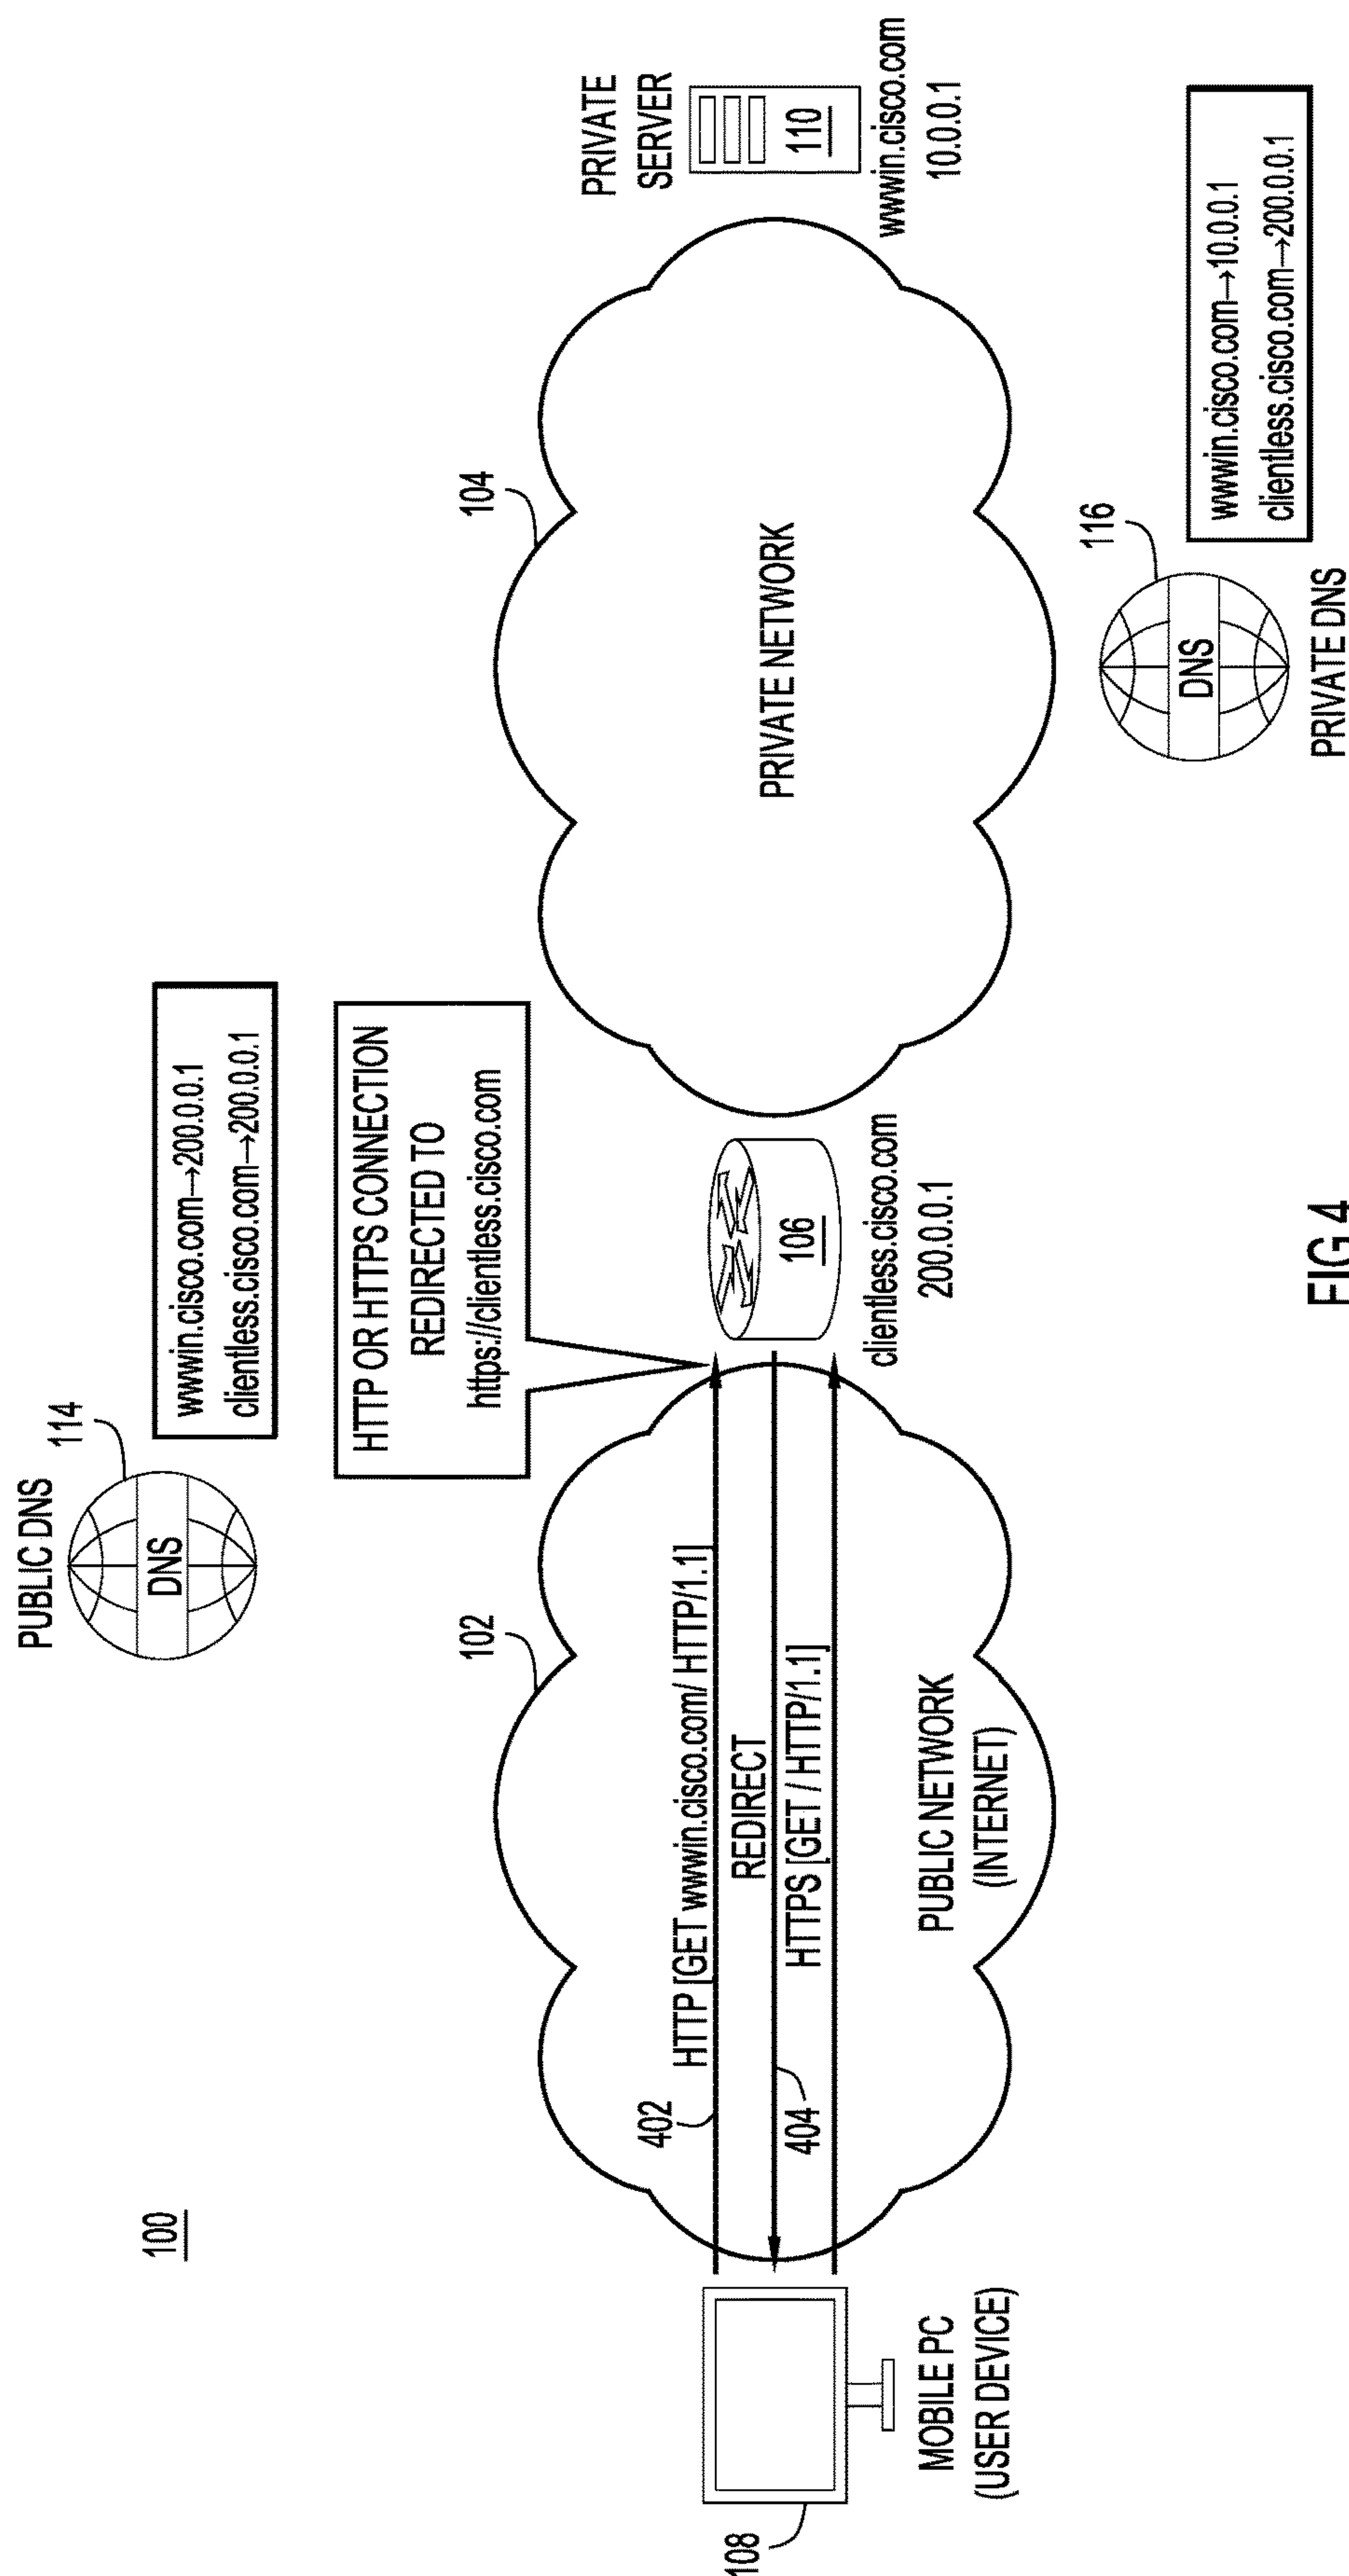 100
PUBLIC DNS
114
DNS
wwwin.cisco.com→200.0.0.1
clientless.cisco.com→200.0.0.1
HTTP OR HTTPS CONNECTION
REDIRECTED TO
https://clientless.cisco.com
102
104
402
HTTP [GET wwwin.cisco.com/ HTTP/1.1]
REDIRECT
404
HTTPS [GET / HTTP/1.1]
PUBLIC NETWORK
(INTERNET)
108
MOBILE PC
(USER DEVICE)
106
clientless.cisco.com
200.0.0.1
PRIVATE NETWORK
PRIVATE
SERVER
110
wwwin.cisco.com
10.0.0.1
116
DNS
PRIVATE DNS
wwwin.cisco.com→10.0.0.1
clientless.cisco.com→200.0.0.1
FIG.4